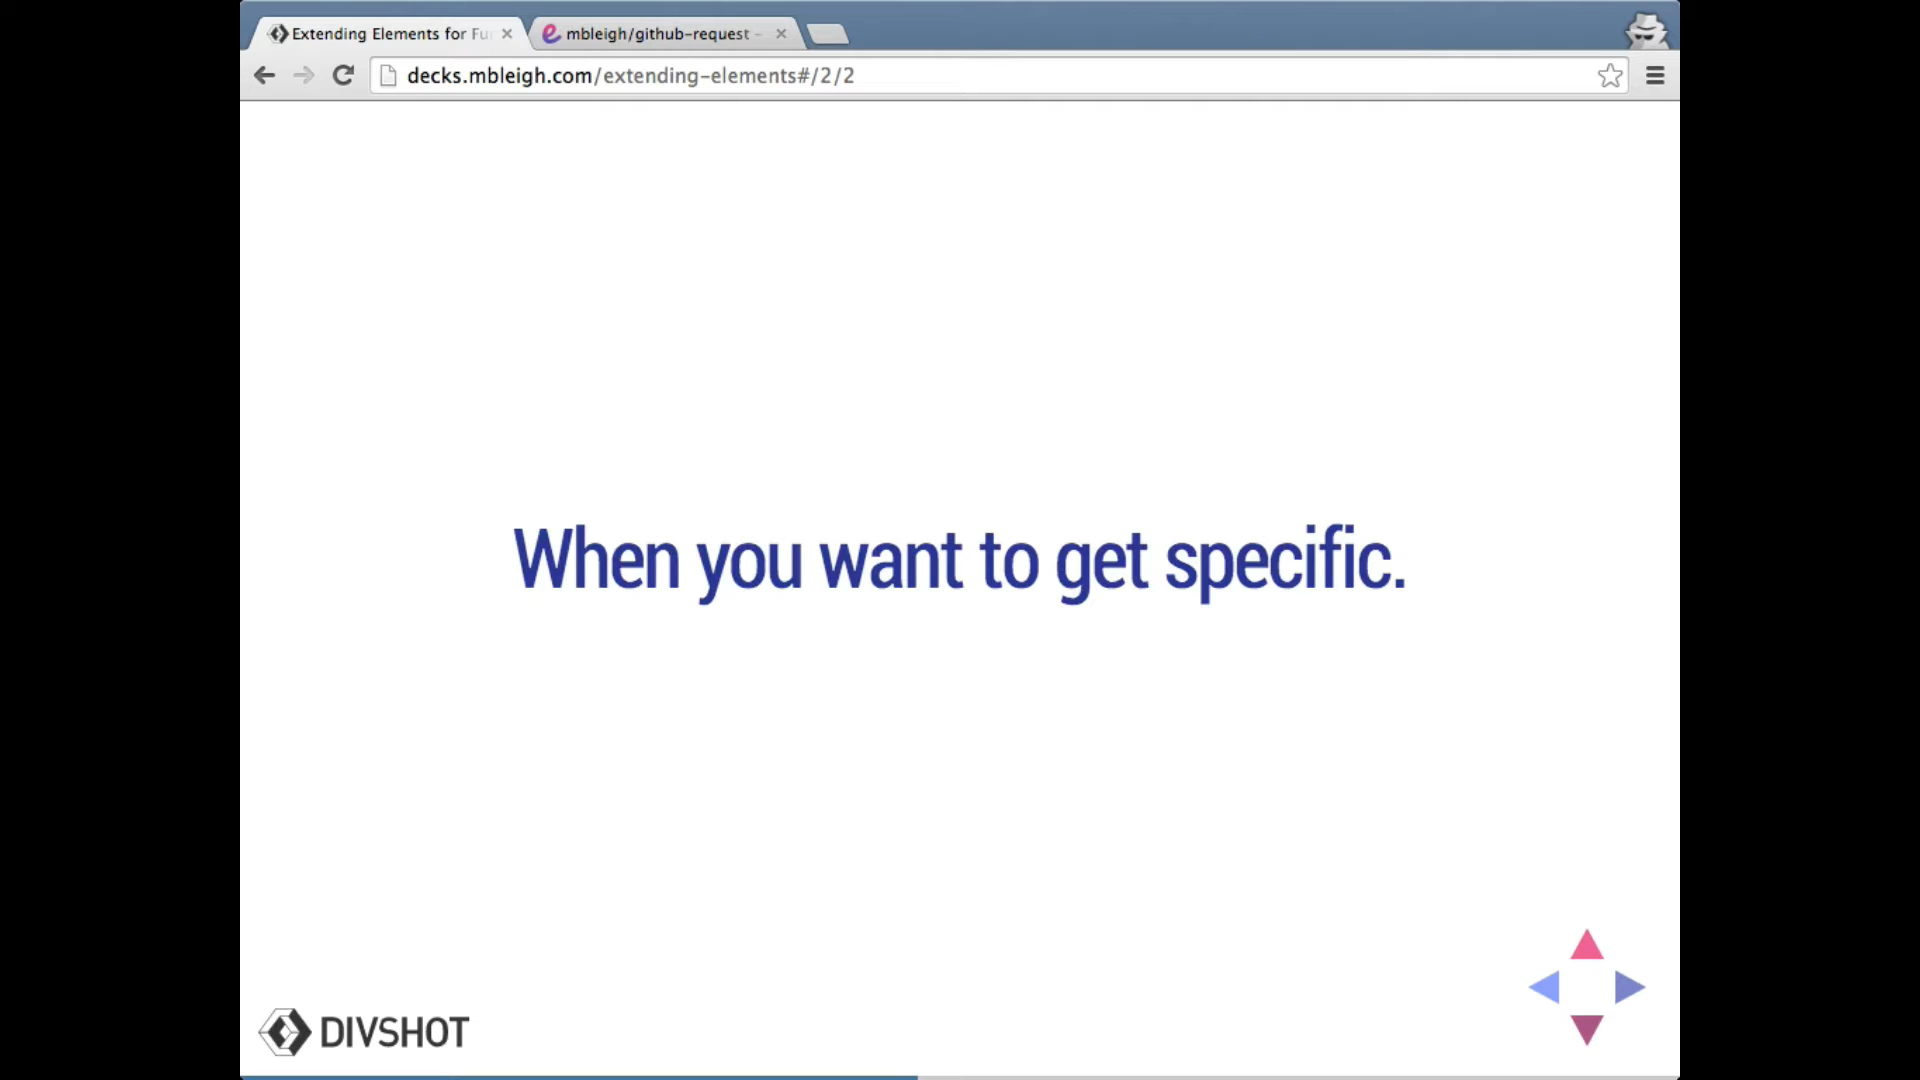 Extending Elements for Fu
mbleigh/github-request -
decks.mbleigh.com/extending-elements#/2/2
When you want to get specific.
DIVSHOT